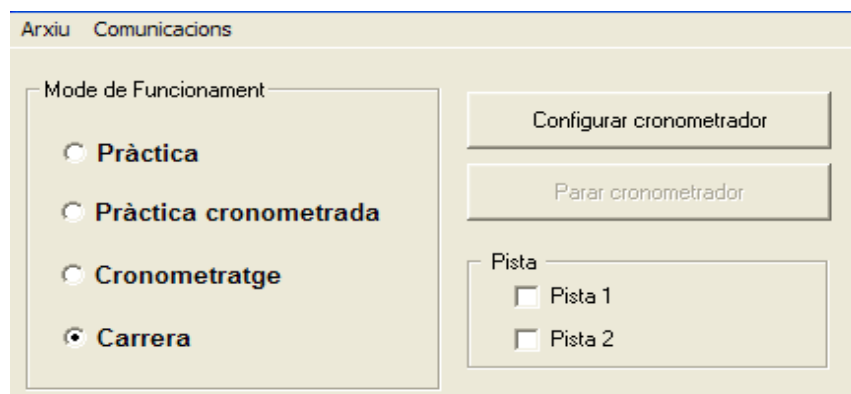 Arxiu Comunicacions
Mode de Funcionament
Pràctica
Pràctica cronometrada
Cronometratge
Carrera
Configurar cronometrador
Parar cronometrador
Pista
Pista 1
Pista 2